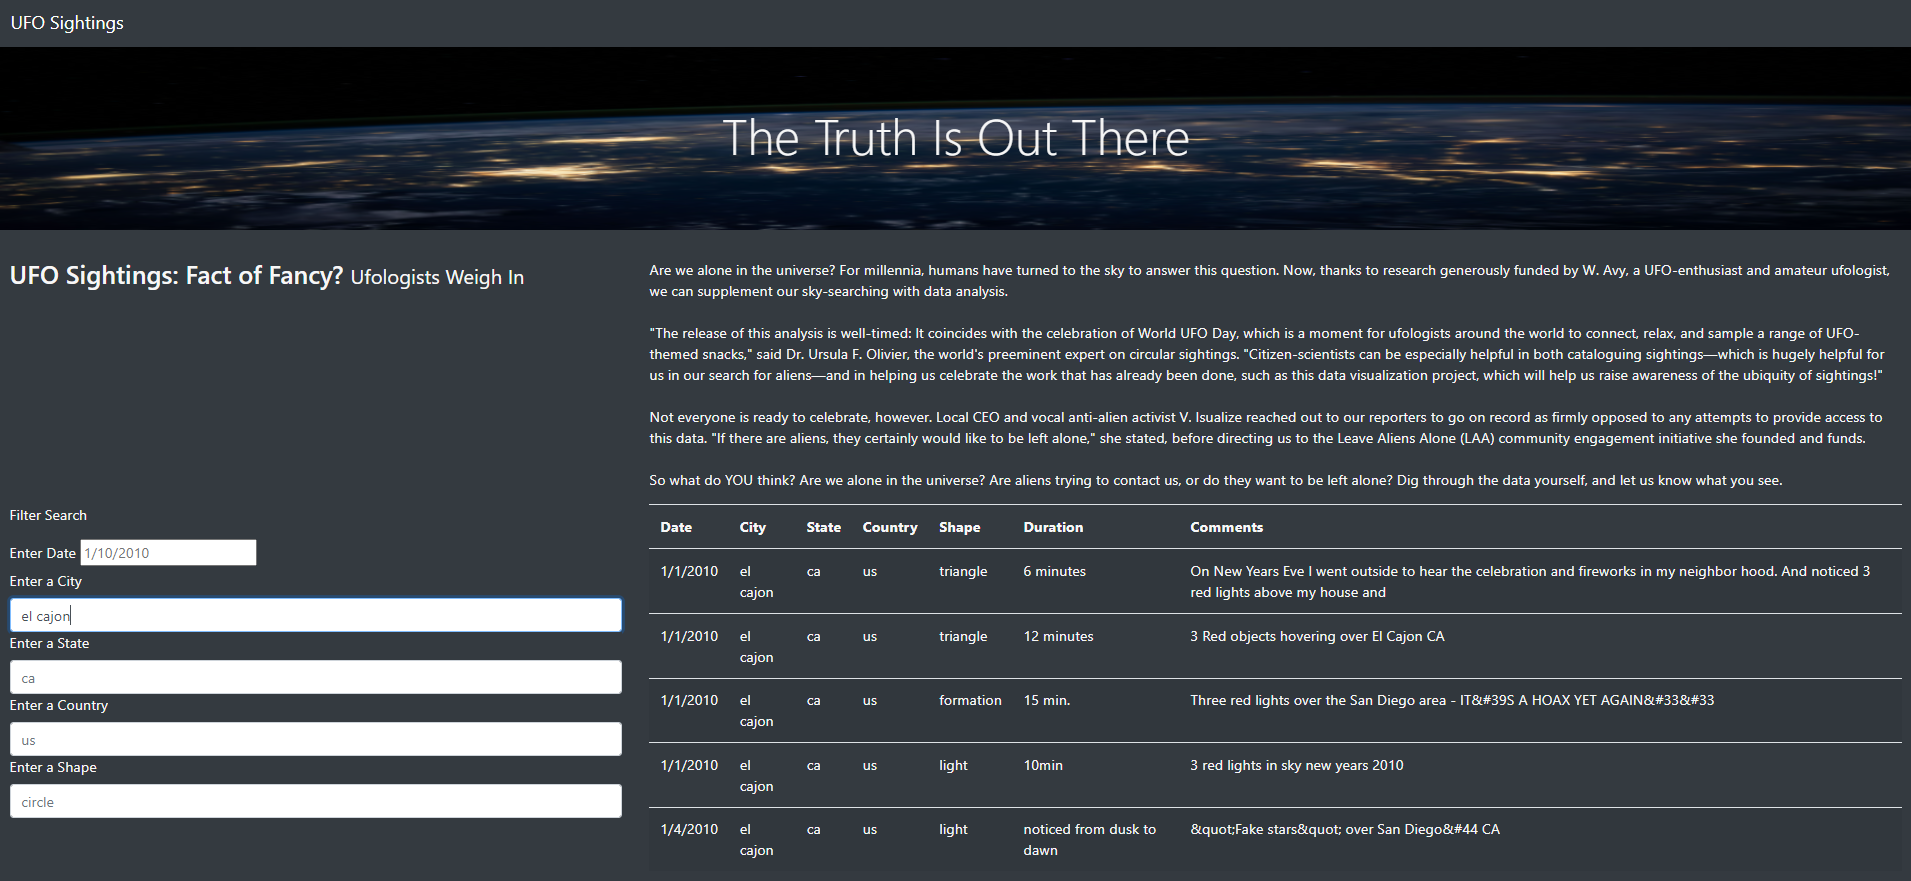 UFO Sightings
The Truth Is Out There
UFO Sightings: Fact of Fancy? Ufologists Weigh In
Are we alone in the universe? For millennia, humans have turned to the sky to answer this question. Now, thanks to research generously funded by W. Avy, a UFO-enthusiast and amateur ufologist,
we can supplement our sky-searching with data analysis.
"The release of this analysis is well-timed: It coincides with the celebration of World UFO Day, which is a moment for ufologists around the world to connect, relax, and sample a range of UFO-
themed snacks," said Dr. Ursula F. Olivier, the world's preeminent expert on circular sightings. "Citizen-scientists can be especially helpful in both cataloguing sightings—which is hugely helpful for
us in our search for aliens—and in helping us celebrate the work that has already been done, such as this data visualization project, which will help us raise awareness of the ubiquity of sightings!"
Not everyone is ready to celebrate, however. Local CEO and vocal anti-alien activist V. Isualize reached out to our reporters to go on record as firmly opposed to any attempts to provide access to
this data. "If there are aliens, they certainly would like to be left alone," she stated, before directing us to the Leave Aliens Alone (LAA) community engagement initiative she founded and funds.
So what do YOU think? Are we alone in the universe? Are aliens trying to contact us, or do they want to be left alone? Dig through the data yourself, and let us know what you see.
Filter Search
Enter Date 1/10/2010
Enter a City
el cajon
Enter a State
ca
Enter a Country
us
Enter a Shape
circle
Date City State Country Shape Duration Comments
1/1/2010 el ca us triangle 6 minutes On New Years Eve I went outside to hear the celebration and fireworks in my neighbor hood. And noticed 3
cajon red lights above my house and
1/1/2010 el ca us triangle 12 minutes 3 Red objects hovering over El Cajon CA
cajon
1/1/2010 el ca us formation 15 min. Three red lights over the San Diego area - IT&#39S A HOAX YET AGAIN&#33&#33
cajon
1/1/2010 el ca us light 10min 3 red lights in sky new years 2010
cajon
1/4/2010 el ca us light noticed from dusk to &quot;Fake stars&quot; over San Diego&#44 CA
cajon dawn